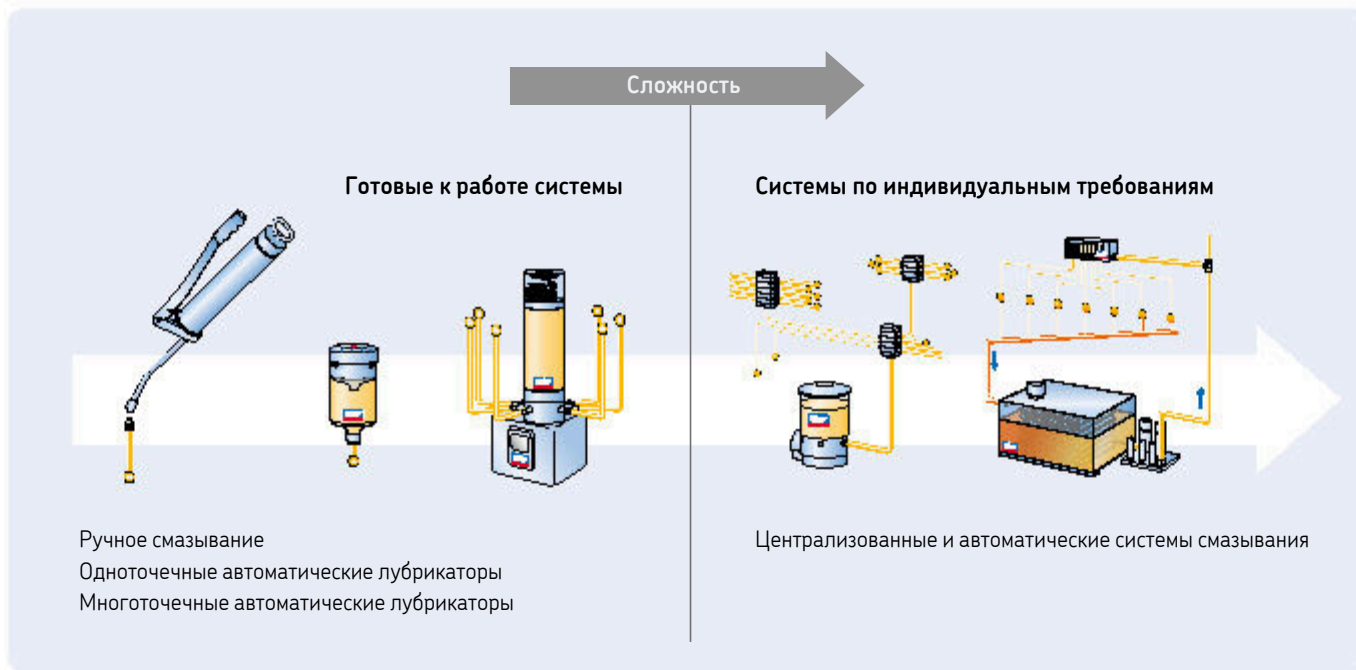 Сложность
Готовые к работе системы
Системы по индивидуальным требованиям
Ручное смазывание
Одноточечные автоматические лубрикаторы
Многоточечные автоматические лубрикаторы
Централизованные и автоматические системы смазывания